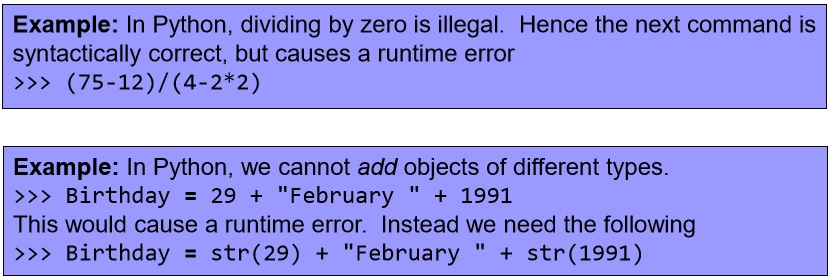 Example: In Python, dividing by zero is illegal.  Hence the next command is
syntactically correct, but causes a runtime error
>>> (75-12)/(4-2*2)
Example: In Python, we cannot add objects of different types.
>>> Birthday = 29 + "February " + 1991
This would cause a runtime error.  Instead we need the following
>>> Birthday = str(29) + "February " + str(1991)